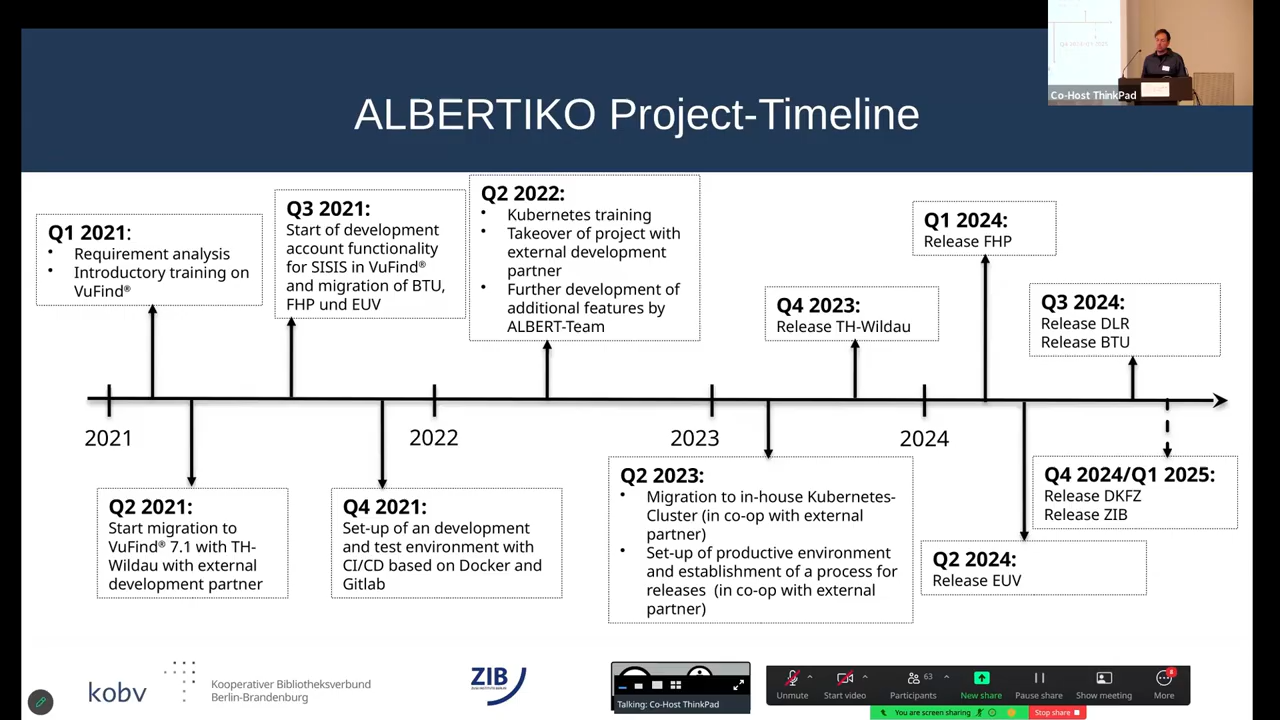 ALBERTIKO Project-Timeline
Co-Host ThinkPad
Q1 2021:
• Requirement analysis
• Introductory training on
VuFind®
Q3 2021:
Start of development
account functionality
for SISIS in VuFind®
and migration of BTU,
FHP und EUV
Q2 2022:
• Kubernetes training
• Takeover of project with
external development
partner
• Further development of
additional features by
ALBERT-Team
Q4 2023:
Release TH-Wildau
Q1 2024:
Release FHP
Q3 2024:
Release DLR
Release BTU
2021
2022
2023
2024
Q2 2021:
Start migration to
VuFind® 7.1 with TH-
Wildau with external
development partner
Q4 2021:
Set-up of an development
and test environment with
CI/CD based on Docker and
Gitlab
Q2 2023:
• Migration to in-house Kubernetes-
Cluster (in co-op with external
partner)
• Set-up of productive environment
and establishment of a process for
releases (in co-op with external
partner)
Q2 2024:
Release EUV
Q4 2024/Q1 2025:
Release DKFZ
Release ZIB
kobv
Kooperativer Bibliotheksverbund
Berlin-Brandenburg
ZIB
Talking: Co-Host ThinkPad
Unmute
Start video
63
Participants
New share
Pause share
Show meeting
8
More
You are screen sharing
Stop share